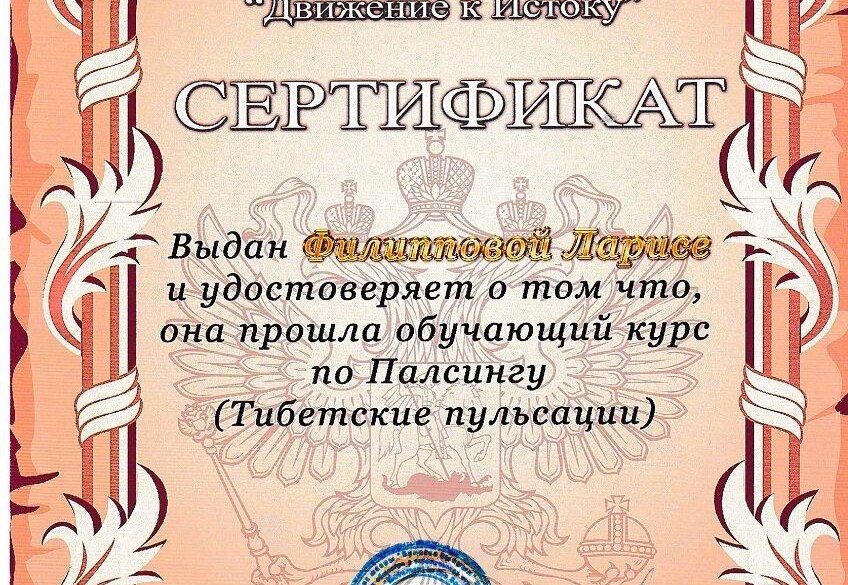 "Движение к Истоку"
СЕРТИФИКАТ
Выдан Филипповой Ларисе
и удостоверяет о том что,
она прошла обучающий курс
по Палсингу
(Тибетские пульсации)